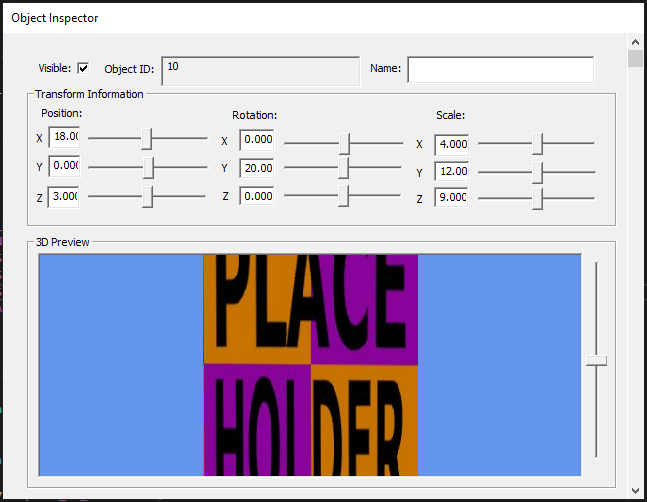 Object Inspector
Visible: Object ID: 10 Name:
Transform Information
Position: Rotation: Scale:
X 18.00 X 0.000 X 4.000
Y 0.000 Y 20.00 Y 12.00
Z 3.000 Z 0.000 Z 9.000
3D Preview
PLACE
HOLDER